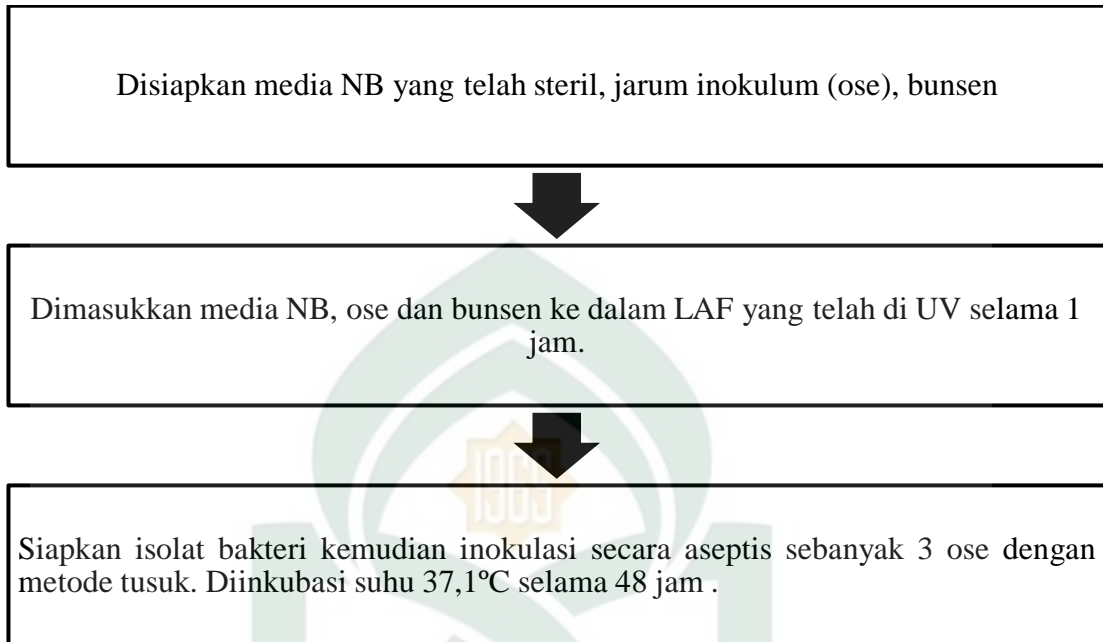 Disiapkan media NB yang telah steril, jarum inokulum (ose), bunsen
Dimasukkan media NB, ose dan bunsen ke dalam LAF yang telah di UV selama 1
jam.
1969
Siapkan isolat bakteri kemudian inokulasi secara aseptis sebanyak 3 ose dengan
metode tusuk. Diinkubasi suhu 37,1ºC selama 48 jam .